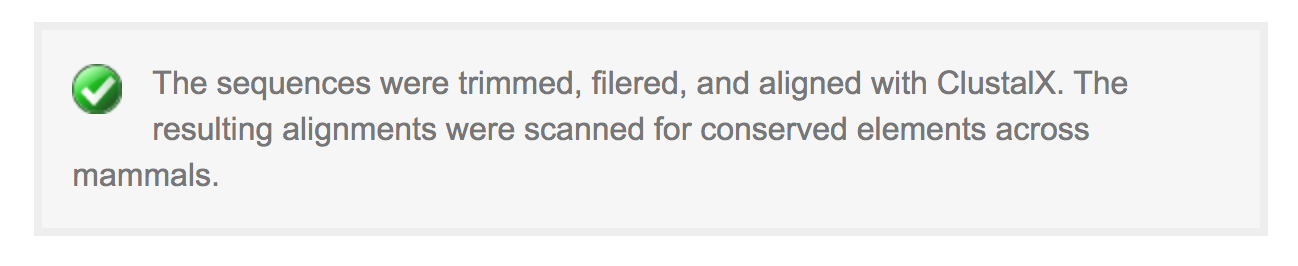 The sequences were trimmed, filered, and aligned with ClustalX. The
resulting alignments were scanned for conserved elements across
mammals.